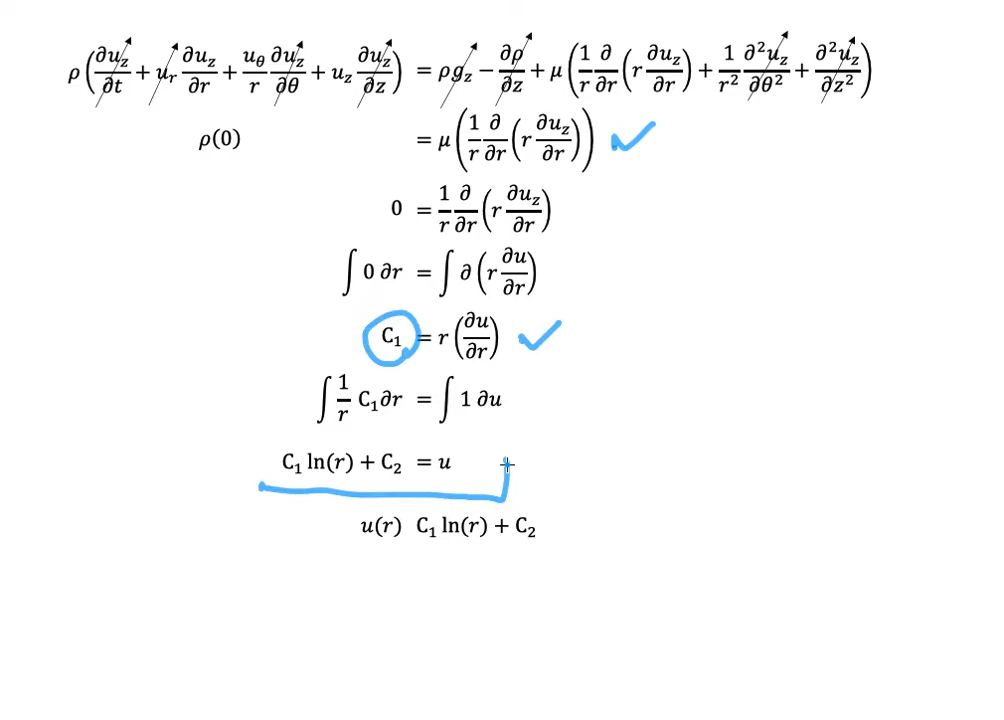 ρ(∂u_z/∂t + u_r ∂u_z/∂r + u_θ/r ∂u_z/∂θ + u_z ∂u_z/∂z) = ρg_z − ∂ρ/∂z + μ(1/r ∂/∂r (r ∂u_z/∂r) + 1/r² ∂²u_z/∂θ² + ∂²u_z/∂z²)
ρ(0) = μ(1/r ∂/∂r (r ∂u_z/∂r))
0 = 1/r ∂/∂r (r ∂u_z/∂r)
∫ 0 ∂r = ∫ ∂(r ∂u/∂r)
C₁ = r(∂u/∂r)
∫ 1/r C₁∂r = ∫ 1 ∂u
C₁ ln(r) + C₂ = u
u(r) C₁ ln(r) + C₂